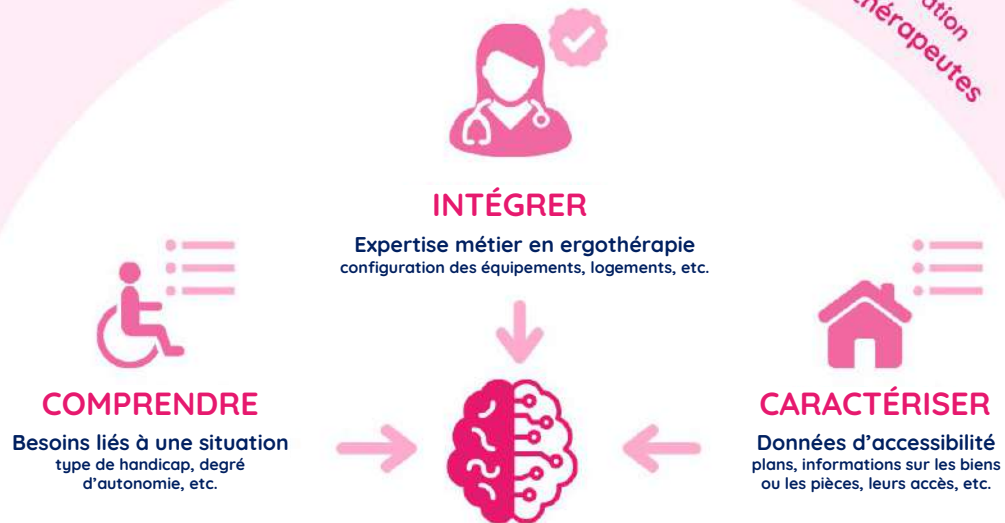 thérapeutes
INTÉGRER
Expertise métier en ergothérapie
configuration des équipements, logements, etc.
COMPRENDRE
Besoins liés à une situation
type de handicap, degré
d'autonomie, etc.
CARACTÉRISER
Données d'accessibilité
plans, informations sur les biens
ou les pièces, leurs accès, etc.